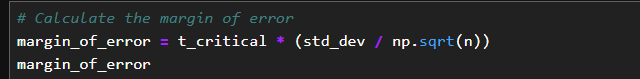 # Calculate the margin of error
margin_of_error = t_critical * (std_dev / np.sqrt(n))
margin_of_error